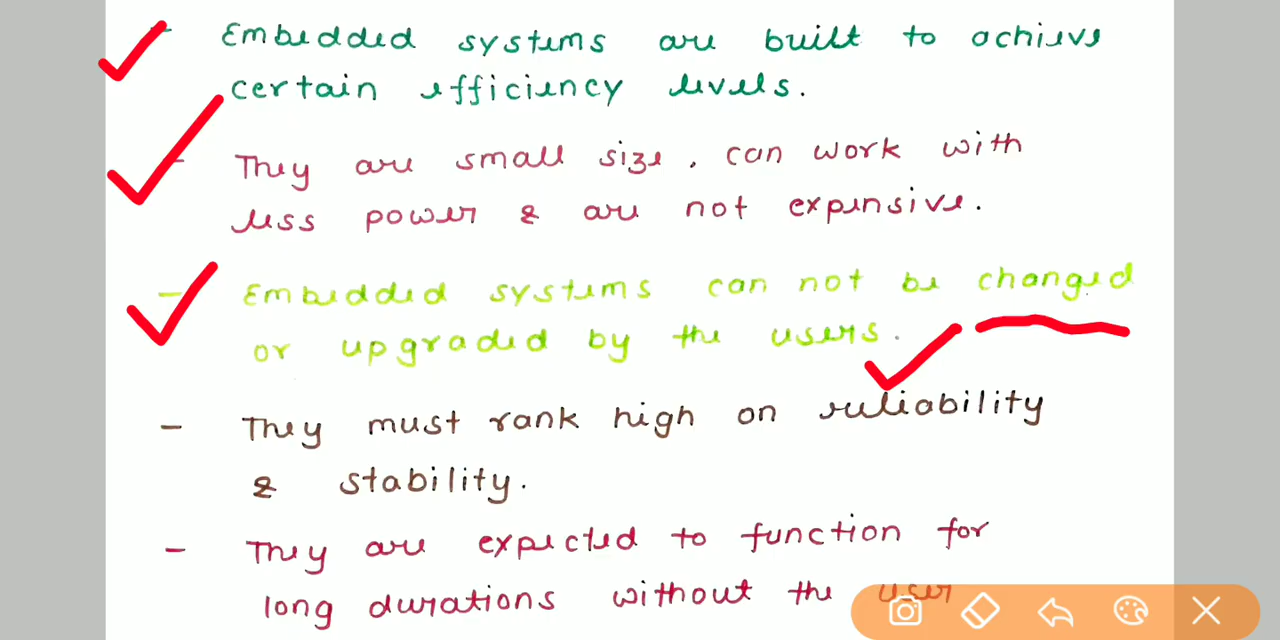 - Embedded systems are built to achieve
certain efficiency levels.
- They are small size, can work with
less power & are not expensive.
- Embedded systems can not be changed
or upgraded by the users.
- They must rank high on reliability
& stability.
- They are expected to function for
long durations without the user